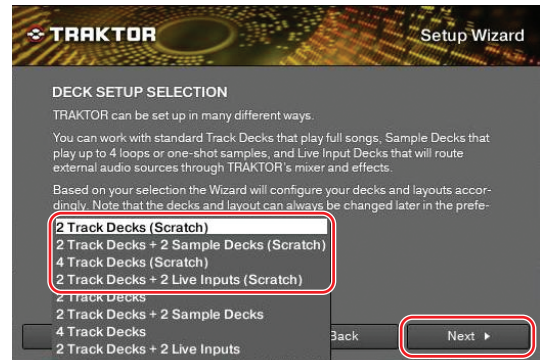 TRAKTOR
Setup Wizard
DECK SETUP SELECTION
TRAKTOR can be set up in many different ways.
You can work with standard Track Decks that play full songs, Sample Decks that
play up to 4 loops or one-shot samples, and Live Input Decks that will route
external audio sources through TRAKTOR's mixer and effects.
Based on your selection the Wizard will configure your decks and layouts accor-
dingly. Note that the decks and layout can always be changed later in the prefe-
2 Track Decks (Scratch)
2 Track Decks + 2 Sample Decks (Scratch)
4 Track Decks (Scratch)
2 Track Decks + 2 Live Inputs (Scratch)
2 Track Decks
2 Track Decks + 2 Sample Decks
4 Track Decks
2 Track Decks + 2 Live Inputs
Back
Next